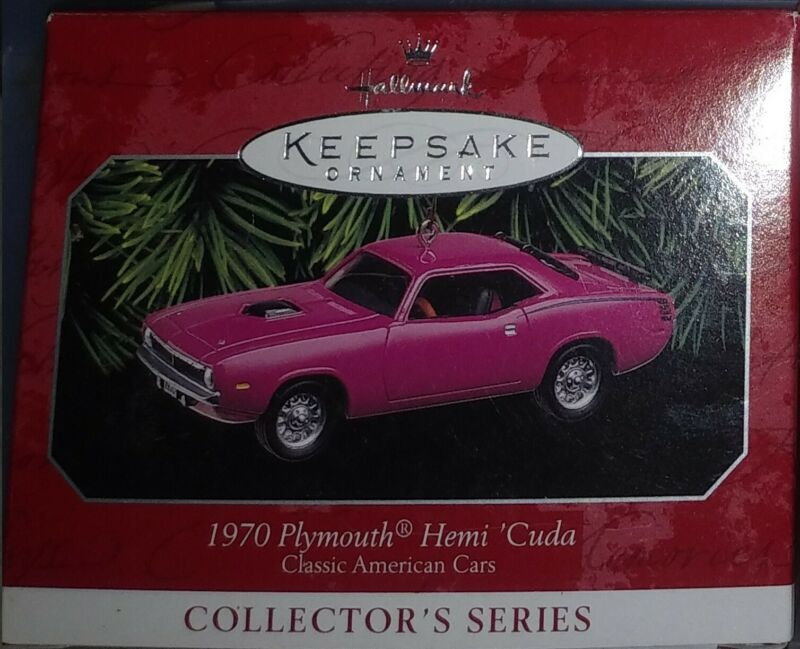 Hallmark
KEEPSAKE
ORNAMENT
1970 Plymouth® Hemi 'Cuda
Classic American Cars
COLLECTOR'S SERIES